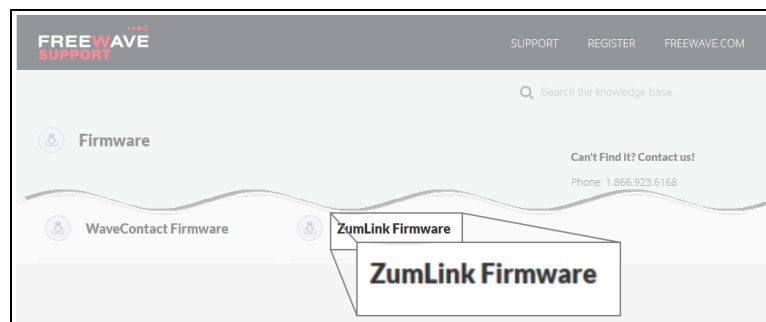 FREEWAVE
SUPPORT
SUPPORT REGISTER FREEWAVE.COM
Search the knowledge base...
Firmware
Can't Find It? Contact us!
Phone: 1.866.923.6168
WaveContact Firmware
ZumLink Firmware
ZumLink Firmware